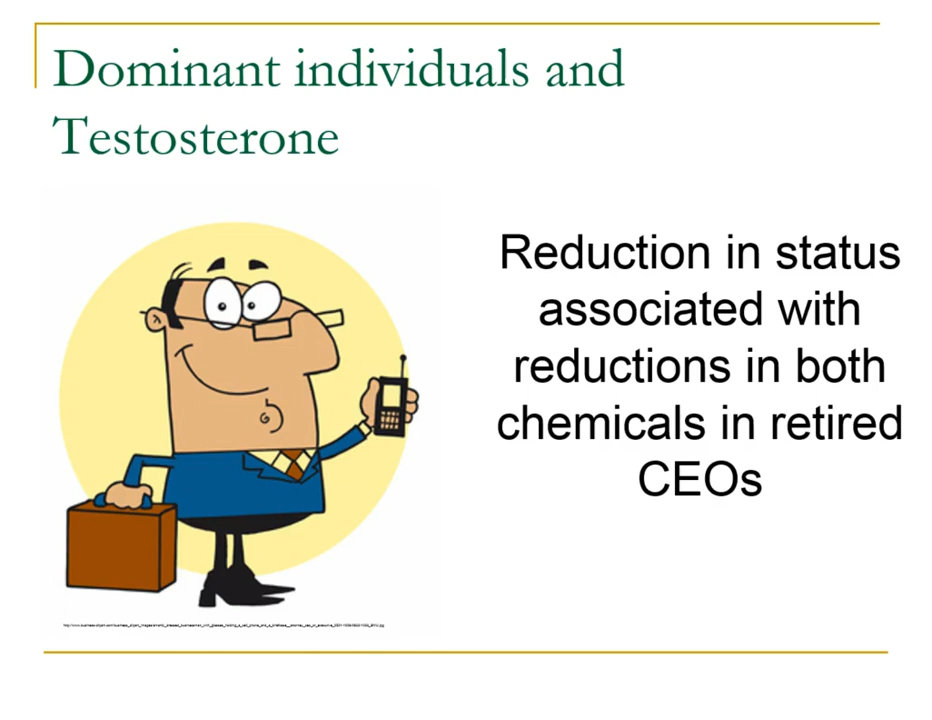 Dominant individuals and
Testosterone
Reduction in status
associated with
reductions in both
chemicals in retired
CEOs